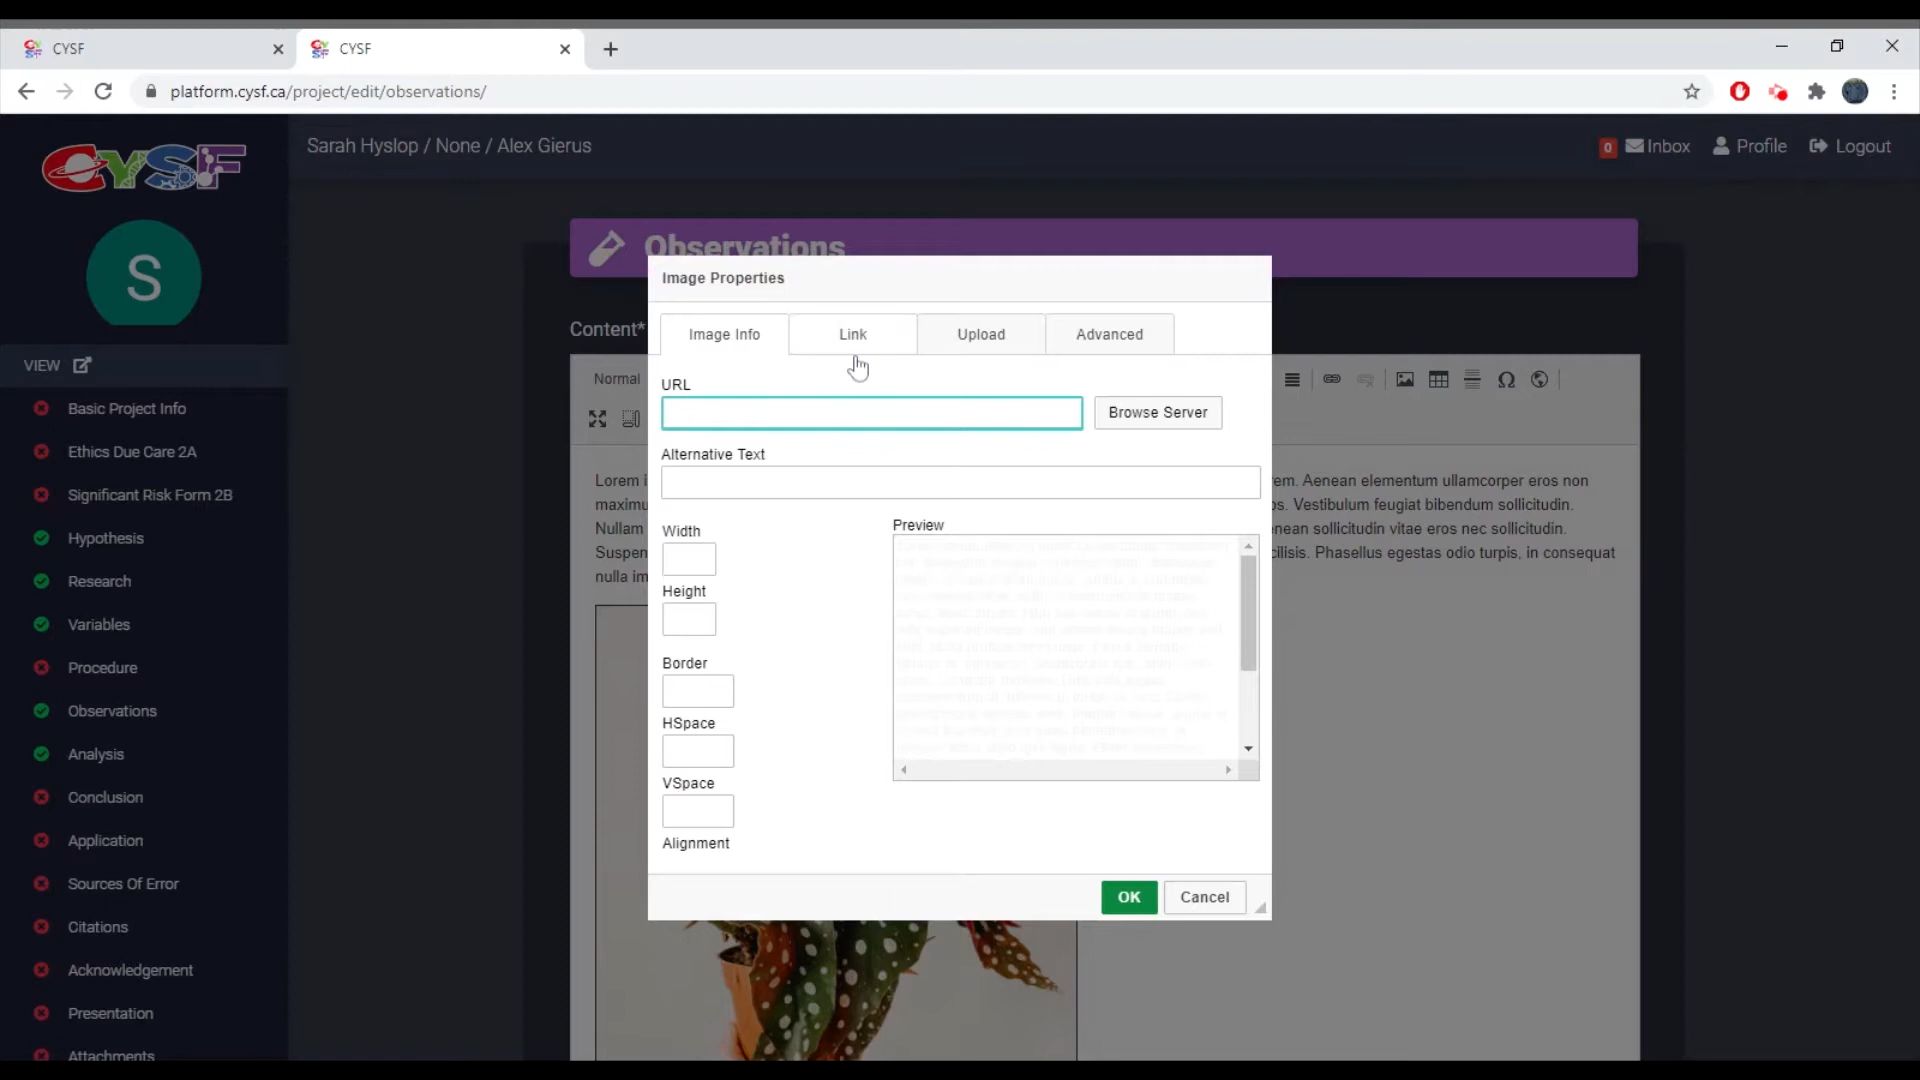 CYSF
CYSF
platform.cysf.ca/project/edit/observations/
CYSF
Sarah Hyslop / None / Alex Gierus
0 Inbox Profile Logout
S
VIEW
Basic Project Info
Ethics Due Care 2A
Significant Risk Form 2B
Hypothesis
Research
Variables
Procedure
Observations
Analysis
Conclusion
Application
Sources Of Error
Citations
Acknowledgement
Presentation
Attachments
Observations
Content*
Normal
Lorem i
maximu
Nullam
Suspen
nulla im
rem. Aenean elementum ullamcorper eros non
os. Vestibulum feugiat bibendum sollicitudin.
nean sollicitudin vitae eros nec sollicitudin.
cilisis. Phasellus egestas odio turpis, in consequat
Image Properties
Image Info
Link
Upload
Advanced
URL
Browse Server
Alternative Text
Width
Height
Border
HSpace
VSpace
Alignment
Preview
OK
Cancel